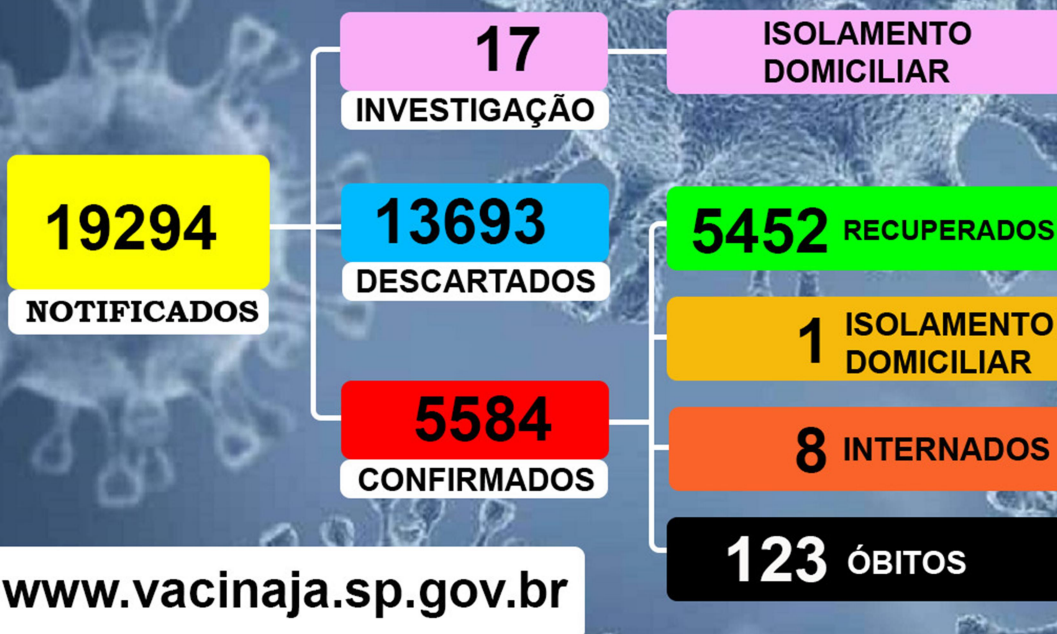 19294
NOTIFICADOS
17
INVESTIGAÇÃO
ISOLAMENTO
DOMICILIAR
13693
DESCARTADOS
5584
CONFIRMADOS
5452 RECUPERADOS
1 ISOLAMENTO
DOMICILIAR
8 INTERNADOS
123 ÓBITOS
www.vacinaja.sp.gov.br